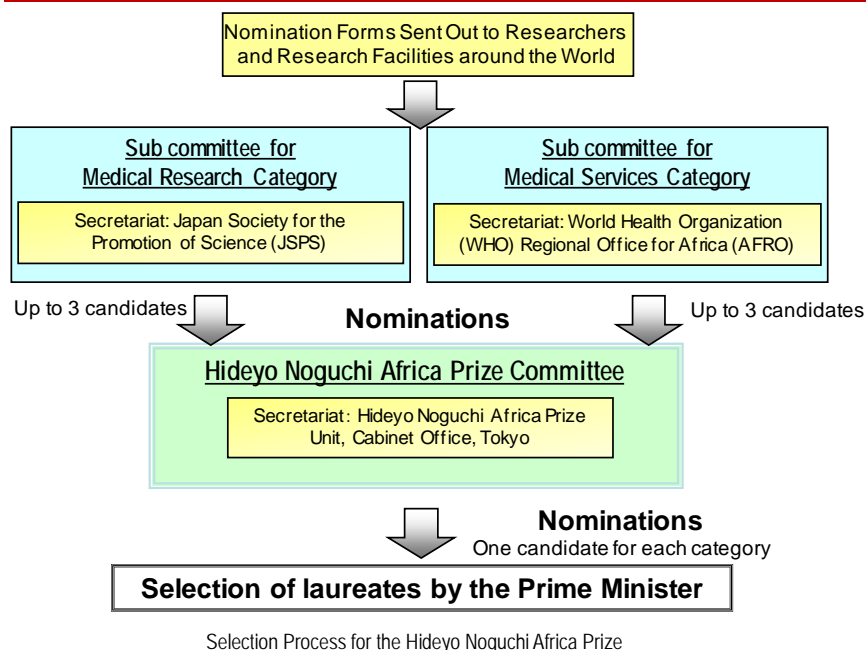 Nomination Forms Sent Out to Researchers
and Research Facilities around the World
Sub committee for
Medical Research Category
Secretariat: Japan Society for the
Promotion of Science (JSPS)
Sub committee for
Medical Services Category
Secretariat: World Health Organization
(WHO) Regional Office for Africa (AFRO)
Up to 3 candidates
Nominations
Up to 3 candidates
Hideyo Noguchi Africa Prize Committee
Secretariat: Hideyo Noguchi Africa Prize
Unit, Cabinet Office, Tokyo
Nominations
One candidate for each category
Selection of laureates by the Prime Minister
Selection Process for the Hideyo Noguchi Africa Prize